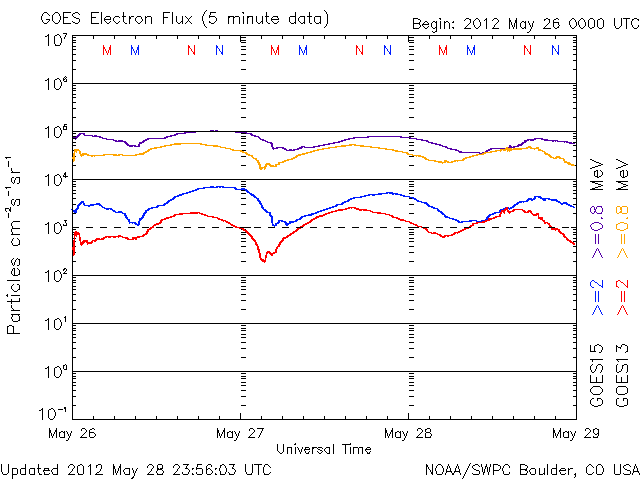 GOES Electron Flux (5 minute data)
Begin: 2012 May 26 0000 UTC
M M N N M M N N M M N N
10⁷
10⁶
10⁵
10⁴
10³
10²
10¹
10⁰
10⁻¹
Particles cm⁻²s⁻¹sr⁻¹
May 26 May 27 May 28 May 29
Universal Time
GOES15 >=2 >=0.8 MeV
GOES13 >=2 >=0.8 MeV
Updated 2012 May 28 23:56:03 UTC
NOAA/SWPC Boulder, CO USA